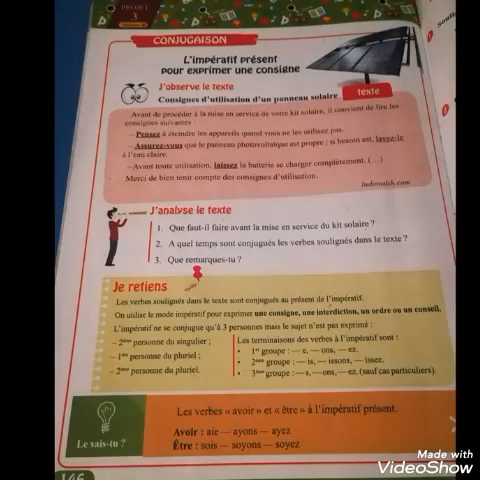 PROJET
3
CONJUGAISON
L'impératif présent
pour exprimer une consigne
J'observe le texte
texte
Consignes d'utilisation d'un panneau solaire
Avant de procéder à la mise en service de votre kit solaire, il convient de lire les
consignes suivantes
– Pensez à éteindre les appareils quand vous ne les utilisez pas.
– Assurez-vous que le panneau photovoltaïque est propre ; si besoin est, lavez-le
à l'eau claire.
– Avant toute utilisation, laissez la batterie se charger complètement. (…)
Merci de bien tenir compte des consignes d'utilisation.
ludowalsh.com
J'analyse le texte
1. Que faut-il faire avant la mise en service du kit solaire ?
2. A quel temps sont conjugués les verbes soulignés dans le texte ?
3. Que remarques-tu ?
Je retiens
Les verbes soulignés dans le texte sont conjugués au présent de l'impératif.
On utilise le mode impératif pour exprimer une consigne, une interdiction, un ordre ou un conseil.
L'impératif ne se conjugue qu'à 3 personnes mais le sujet n'est pas exprimé :
– 2ème personne du singulier ;
– 1ère personne du pluriel ;
– 2ème personne du pluriel.
Les terminaisons des verbes à l'impératif sont :
• 1er groupe : — e, — ons, — ez.
• 2ème groupe : — is, — issons, — issez.
• 3ème groupe : — s, — ons, — ez. (sauf cas particuliers).
Le sais-tu ?
Les verbes « avoir » et « être » à l'impératif présent.
Avoir : aie — ayons — ayez
Être : sois — soyons — soyez
146
Made with
VideoShow